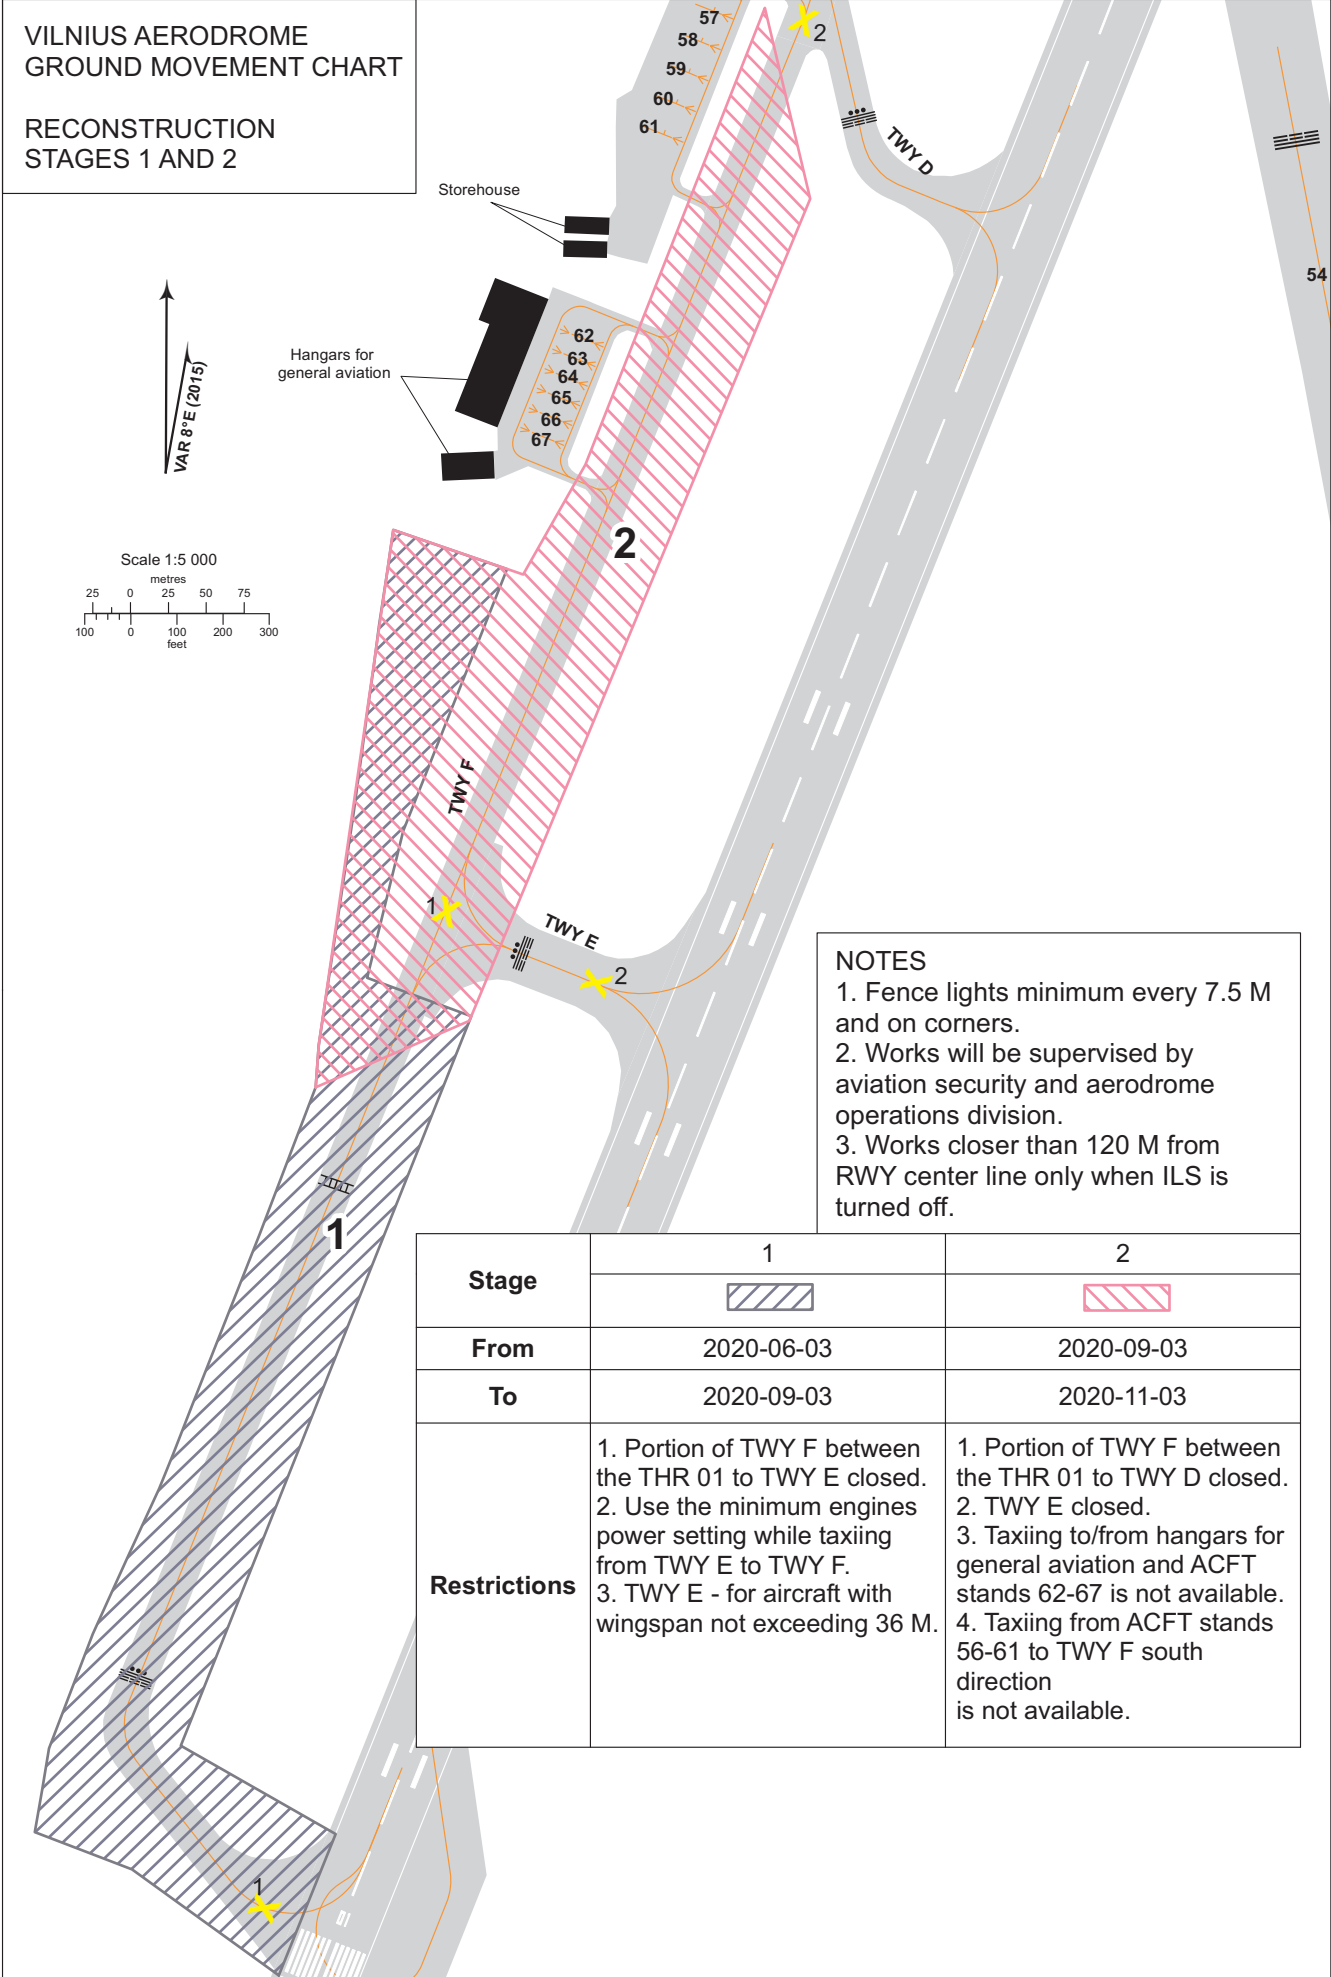 VILNIUS AERODROME
GROUND MOVEMENT CHART
RECONSTRUCTION
STAGES 1 AND 2
57
58
59
60
61
2
TWY D
54
Storehouse
Hangars for
general aviation
62
63
64
65
66
67
VAR 8°E (2015)
Scale 1:5 000
metres
25 0 25 50 75
100 0 100 200 300
feet
2
TWY F
1
TWY E
2
1
1
NOTES
1. Fence lights minimum every 7.5 M
and on corners.
2. Works will be supervised by
aviation security and aerodrome
operations division.
3. Works closer than 120 M from
RWY center line only when ILS is
turned off.
Stage
1
2
From
2020-06-03
2020-09-03
To
2020-09-03
2020-11-03
Restrictions
1. Portion of TWY F between
the THR 01 to TWY E closed.
2. Use the minimum engines
power setting while taxiing
from TWY E to TWY F.
3. TWY E - for aircraft with
wingspan not exceeding 36 M.
1. Portion of TWY F between
the THR 01 to TWY D closed.
2. TWY E closed.
3. Taxiing to/from hangars for
general aviation and ACFT
stands 62-67 is not available.
4. Taxiing from ACFT stands
56-61 to TWY F south
direction
is not available.